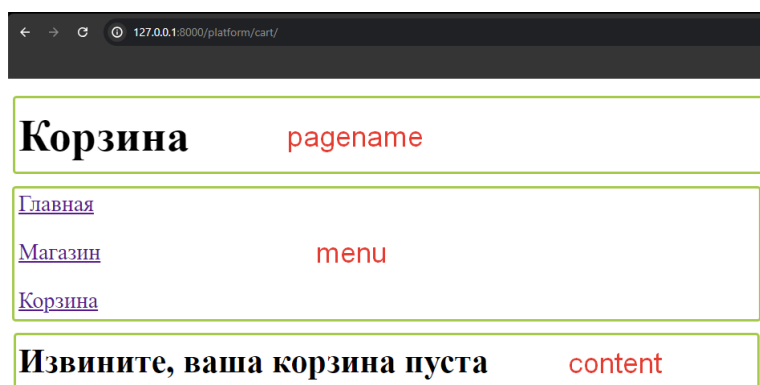 127.0.0.1:8000/platform/cart/
Корзина pagename
Главная
Магазин menu
Корзина
Извините, ваша корзина пуста content